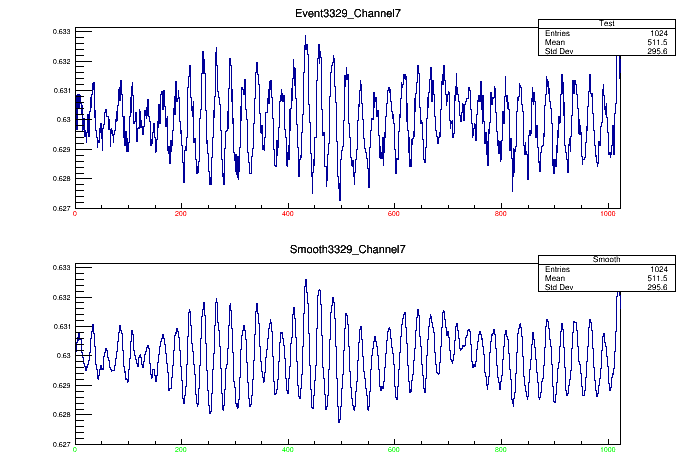 Event3329_Channel7
Test
Entries 1024
Mean 511.5
Std Dev 295.6
0.633
0.632
0.631
0.63
0.629
0.628
0.627
0 200 400 600 800 1000
Smooth3329_Channel7
Smooth
Entries 1024
Mean 511.5
Std Dev 295.6
0.633
0.632
0.631
0.63
0.629
0.628
0.627
0 200 400 600 800 1000